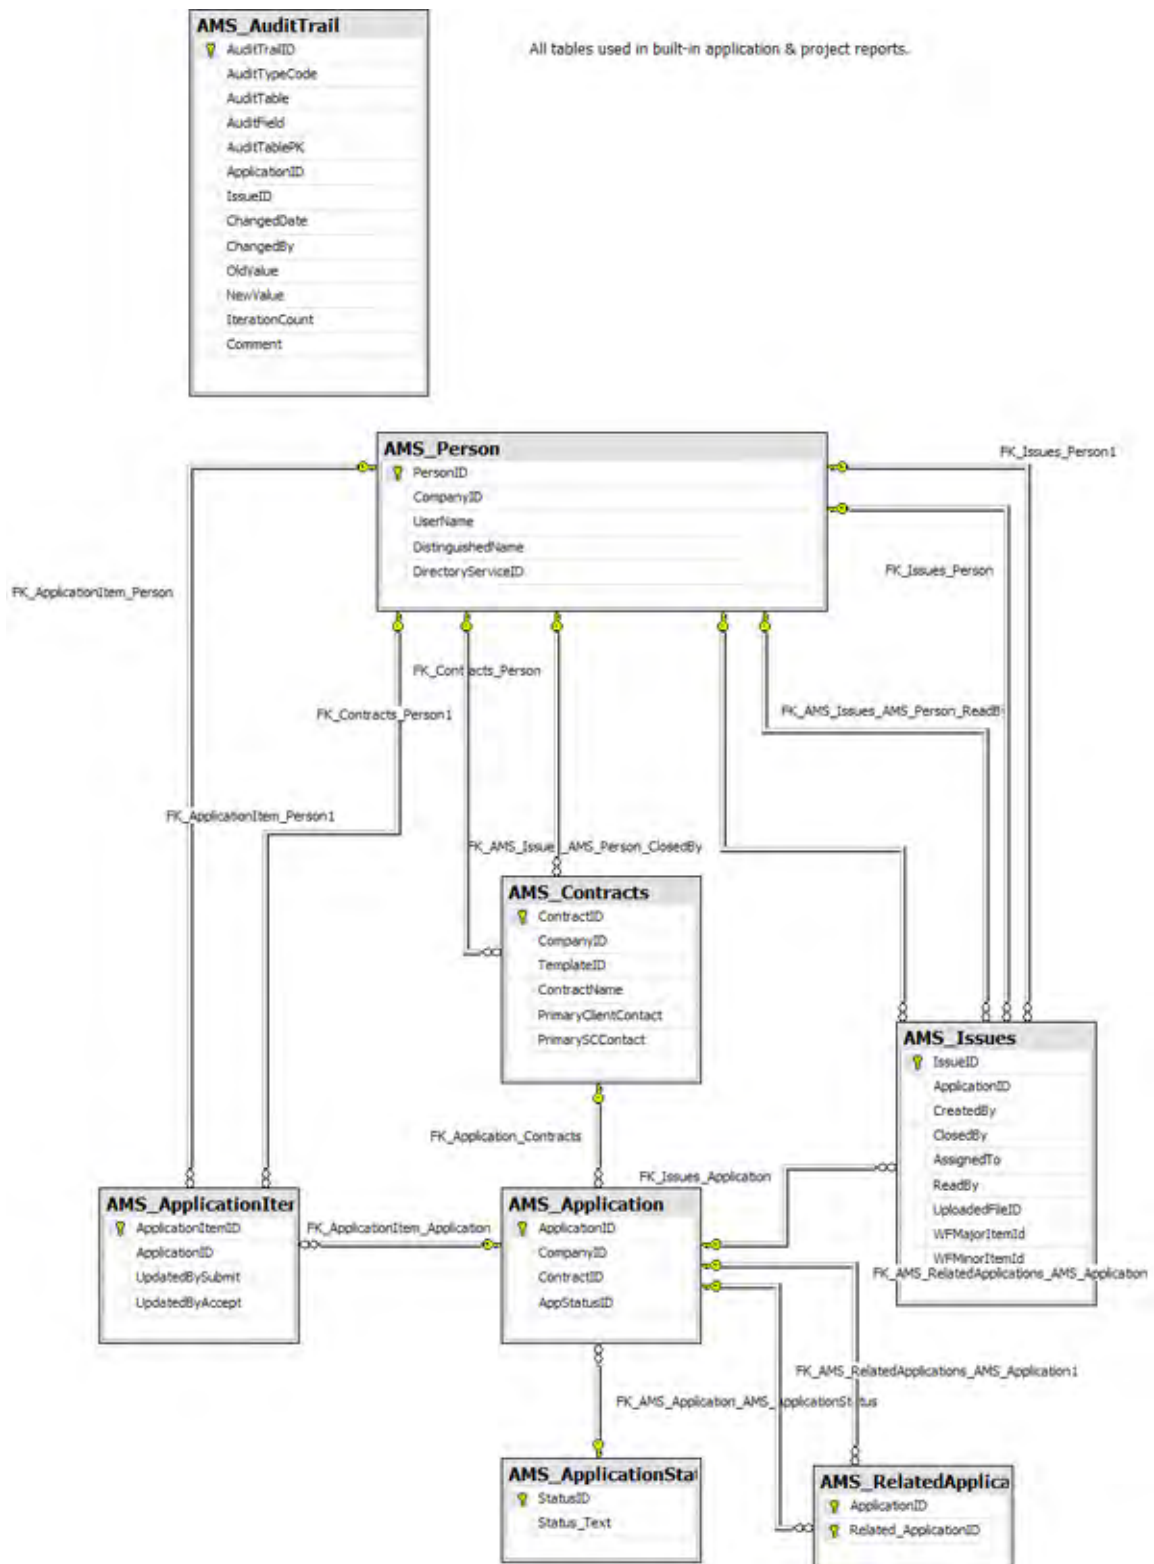 AMS_AuditTrail
AuditTrailID
AuditTypeCode
AuditTable
AuditField
AuditTablePK
ApplicationID
IssueID
ChangedDate
ChangedBy
OldValue
NewValue
IterationCount
Comment
All tables used in built-in application & project reports.
AMS_Person
PersonID
CompanyID
UserName
DistinguishedName
DirectoryServiceID
FK_Issues_Person1
FK_Issues_Person
FK_ApplicationItem_Person
FK_Contracts_Person
FK_Contracts_Person1
FK_AMS_Issues_AMS_Person_ReadB
FK_ApplicationItem_Person1
FK_AMS_Issue _AMS_Person_ClosedBy
AMS_Contracts
ContractID
CompanyID
TemplateID
ContractName
PrimaryClientContact
PrimarySCContact
AMS_Issues
IssueID
ApplicationID
CreatedBy
ClosedBy
AssignedTo
ReadBy
UploadedFileID
WFMajorItemId
WFMinorItemId
FK_AMS_RelatedApplications_AMS_Application
FK_Application_Contracts
FK_Issues_Application
AMS_ApplicationIter
ApplicationItemID
ApplicationID
UpdatedBySubmit
UpdatedByAccept
FK_ApplicationItem_Application
AMS_Application
ApplicationID
CompanyID
ContractID
AppStatusID
FK_AMS_RelatedApplications_AMS_Application1
FK_AMS_Application_AMS_ApplicationStatus
AMS_ApplicationStat
StatusID
Status_Text
AMS_RelatedApplica
ApplicationID
Related_ApplicationID